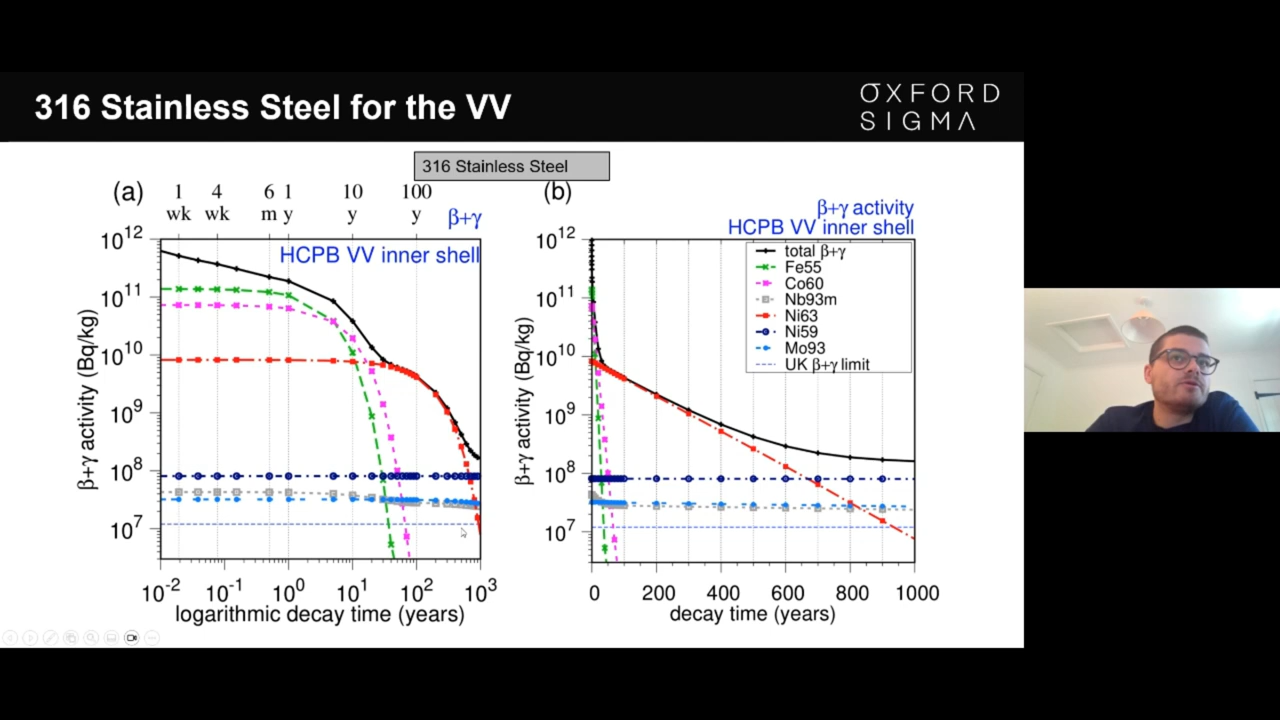 316 Stainless Steel for the VV
OXFORD
SIGMA
316 Stainless Steel
(a)
1 4 6 1 10 100
wk wk m y y y
β+γ
HCPB VV inner shell
10^12
10^11
10^10
10^9
10^8
10^7
β+γ activity (Bq/kg)
10^-2 10^-1 10^0 10^1 10^2 10^3
logarithmic decay time (years)
(b)
β+γ activity
HCPB VV inner shell
total β+γ
Fe55
Co60
Nb93m
Ni63
Ni59
Mo93
UK β+γ limit
10^12
10^11
10^10
10^9
10^8
10^7
β+γ activity (Bq/kg)
0 200 400 600 800 1000
decay time (years)